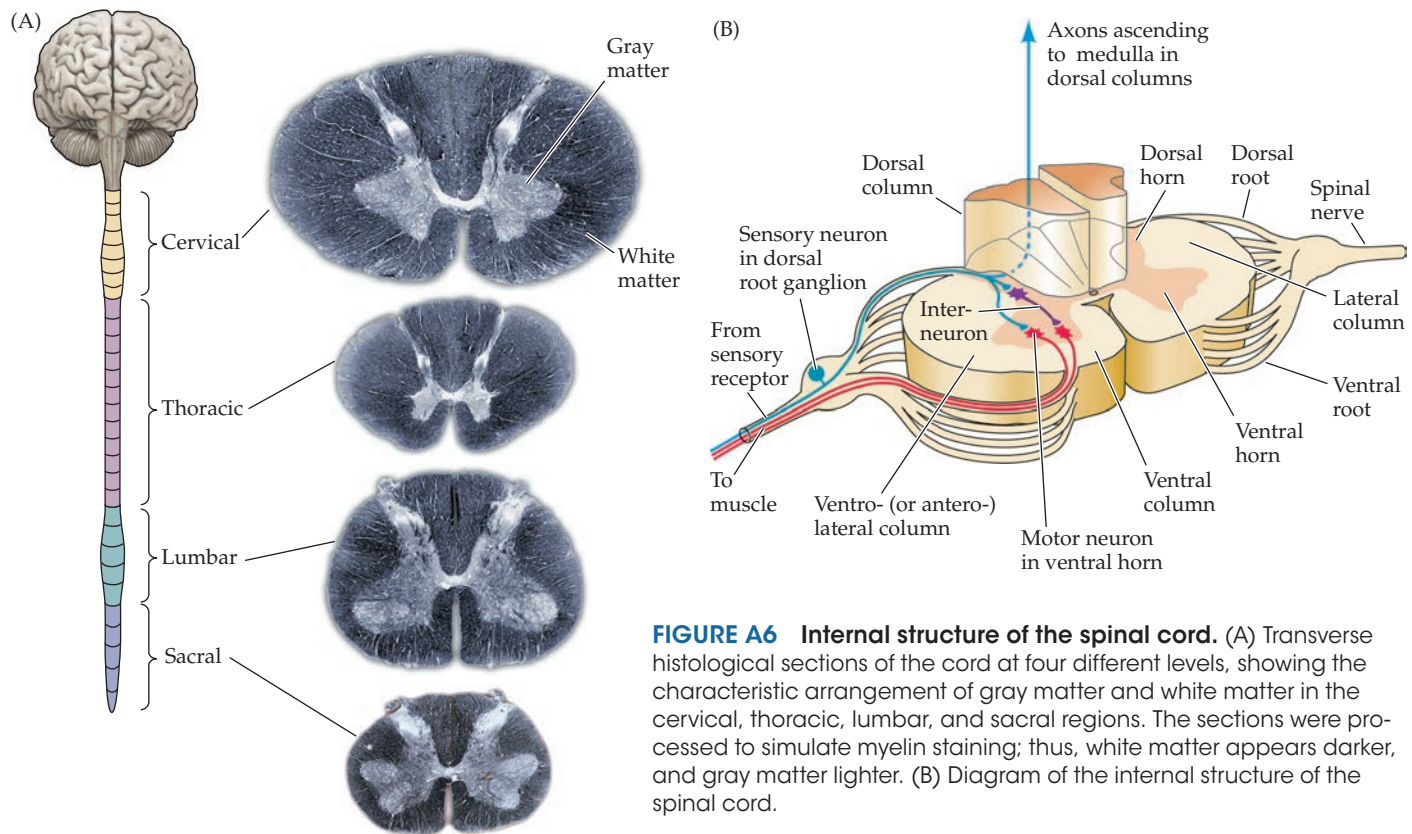 (A)
Gray
matter
White
matter
Cervical
Thoracic
Lumbar
Sacral
(B)
Axons ascending
to medulla in
dorsal columns
Dorsal
column
Dorsal
horn
Dorsal
root
Spinal
nerve
Sensory neuron
in dorsal
root ganglion
Inter-
neuron
Lateral
column
From
sensory
receptor
Ventral
root
Ventral
horn
To
muscle
Ventro- (or antero-)
lateral column
Ventral
column
Motor neuron
in ventral horn
FIGURE A6 Internal structure of the spinal cord. (A) Transverse
histological sections of the cord at four different levels, showing the
characteristic arrangement of gray matter and white matter in the
cervical, thoracic, lumbar, and sacral regions. The sections were pro-
cessed to simulate myelin staining; thus, white matter appears darker,
and gray matter lighter. (B) Diagram of the internal structure of the
spinal cord.